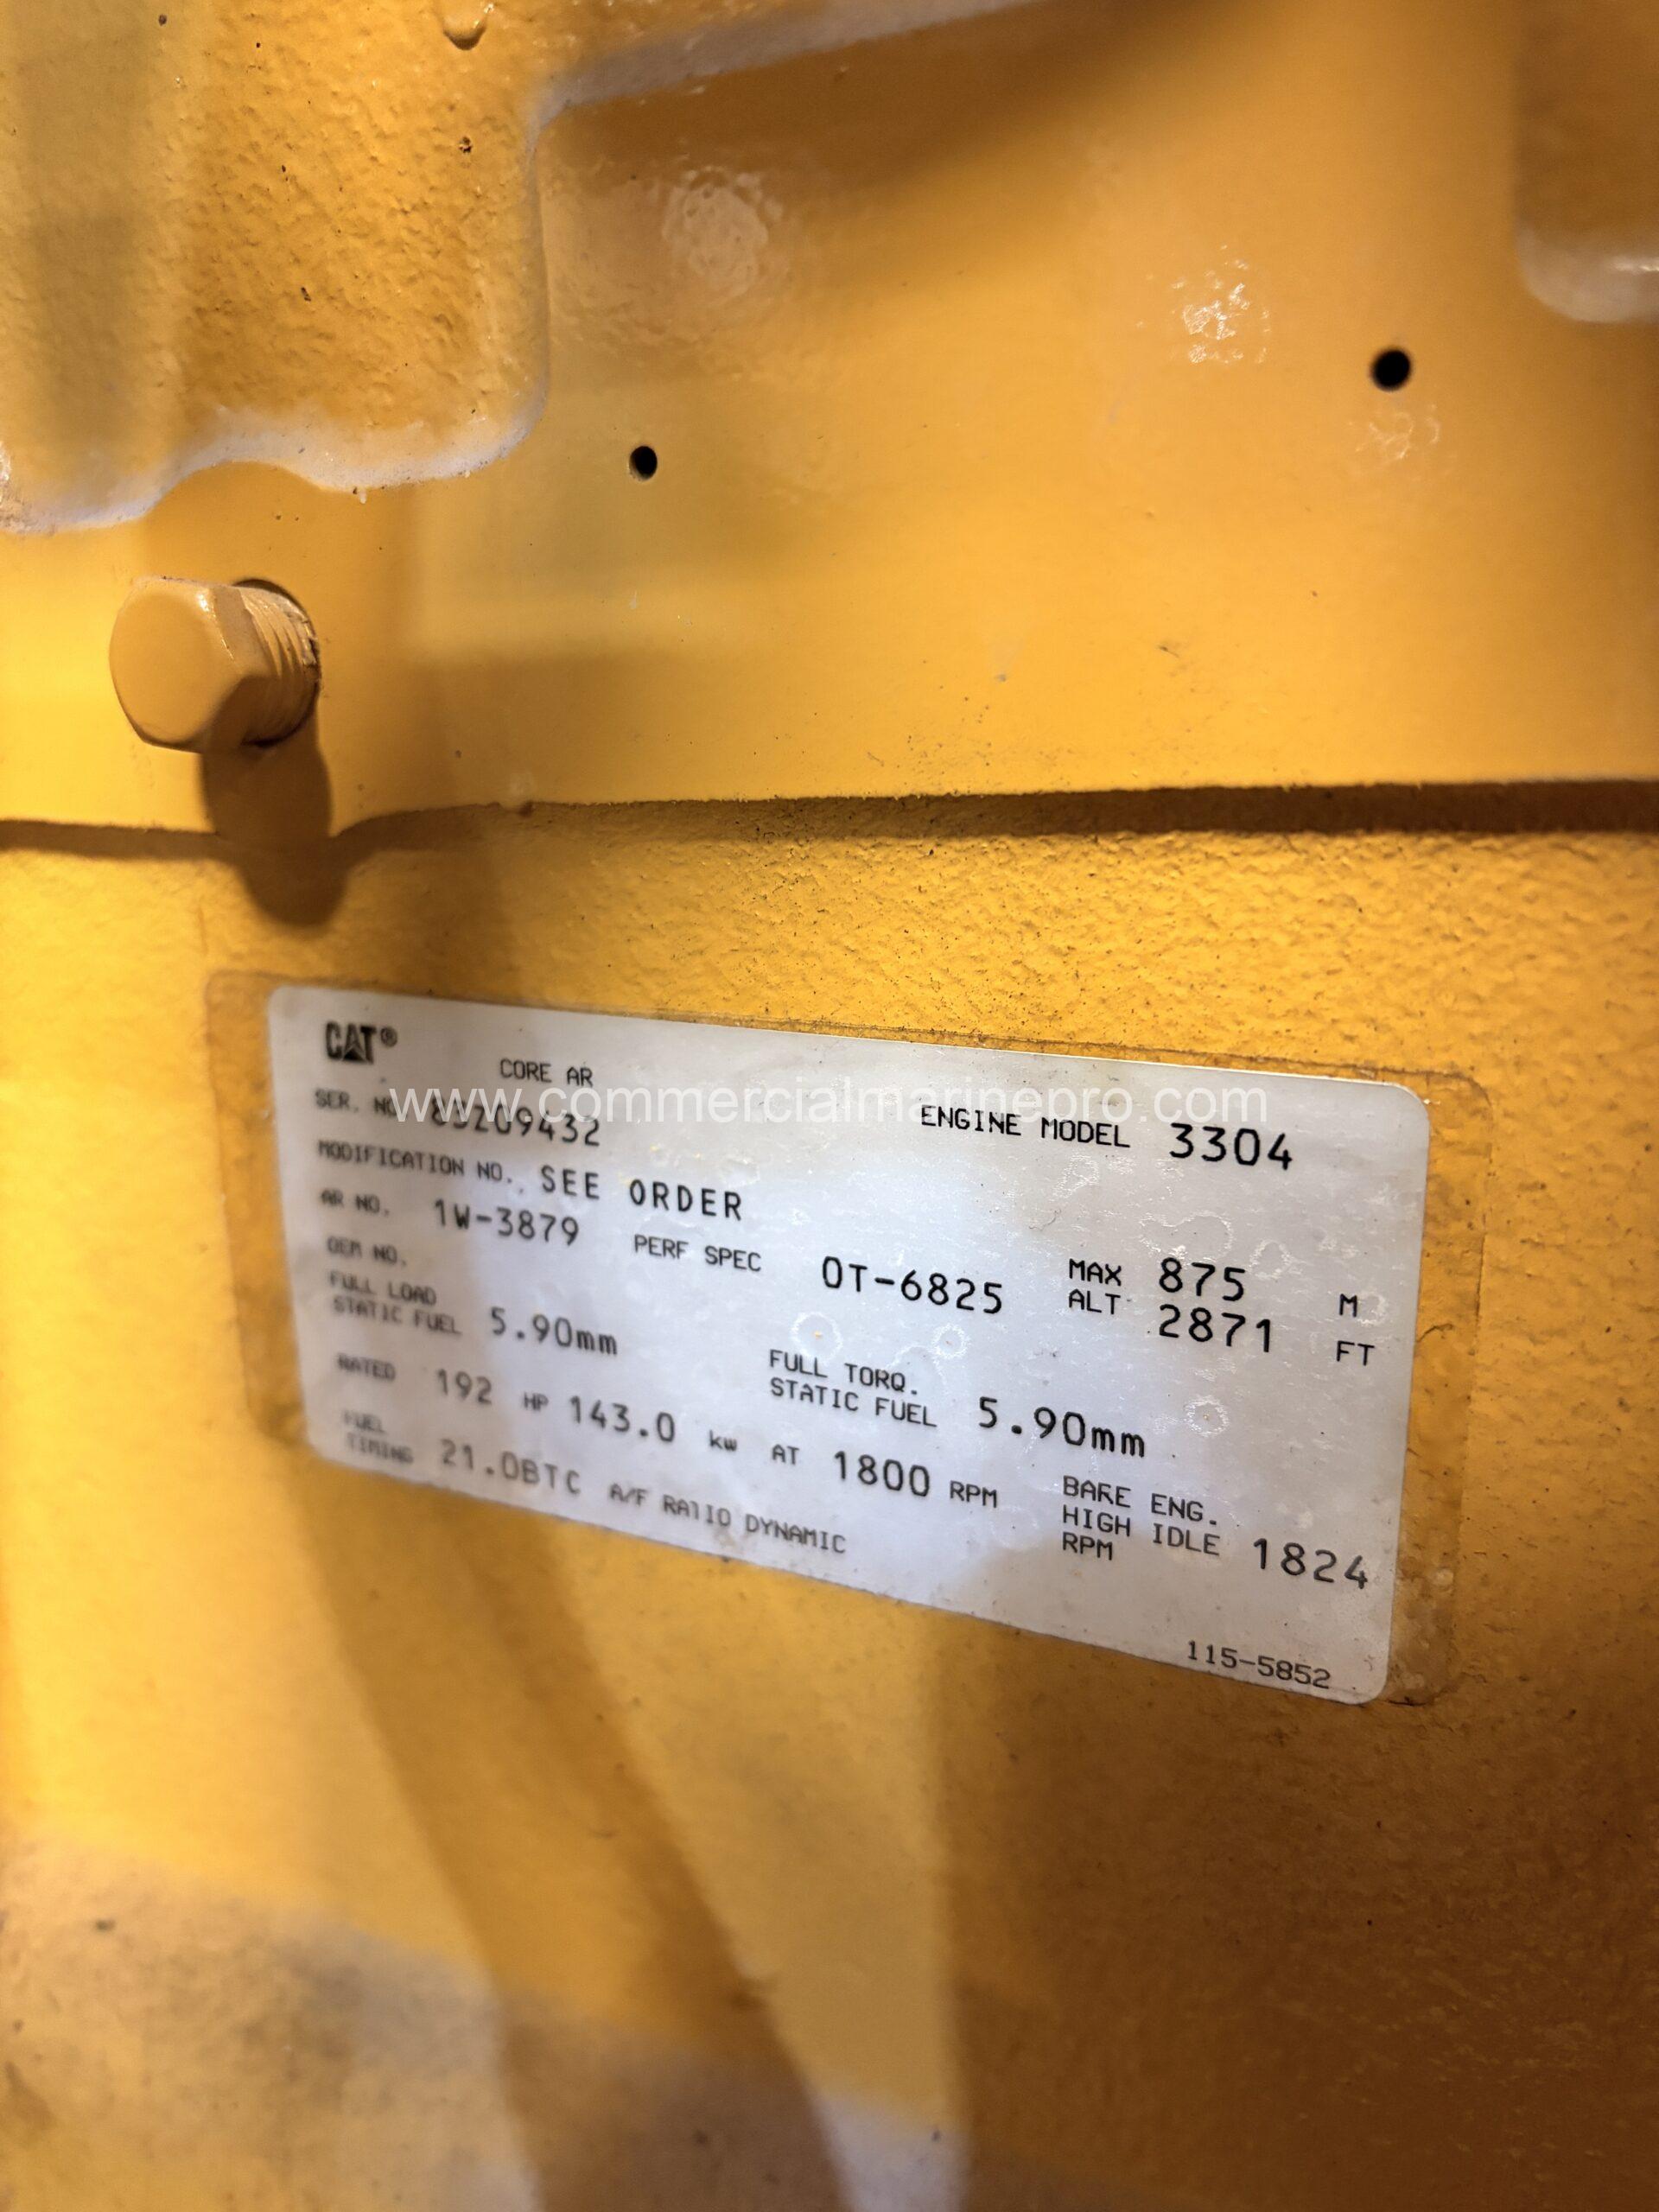 CAT®
CORE AR
www.commercialmarinepro.com
SER. NO. 83Z09432
ENGINE MODEL 3304
MODIFICATION NO. SEE ORDER
AR NO. 1W-3879 PERF SPEC 0T-6825 MAX ALT 875 M 2871 FT
OEM NO.
FULL LOAD STATIC FUEL 5.90mm FULL TORQ. STATIC FUEL 5.90mm
RATED 192 HP 143.0 kw AT 1800 RPM BARE ENG. HIGH IDLE RPM 1824
FUEL TIMING 21.0BTC A/F RATIO DYNAMIC
115-5852